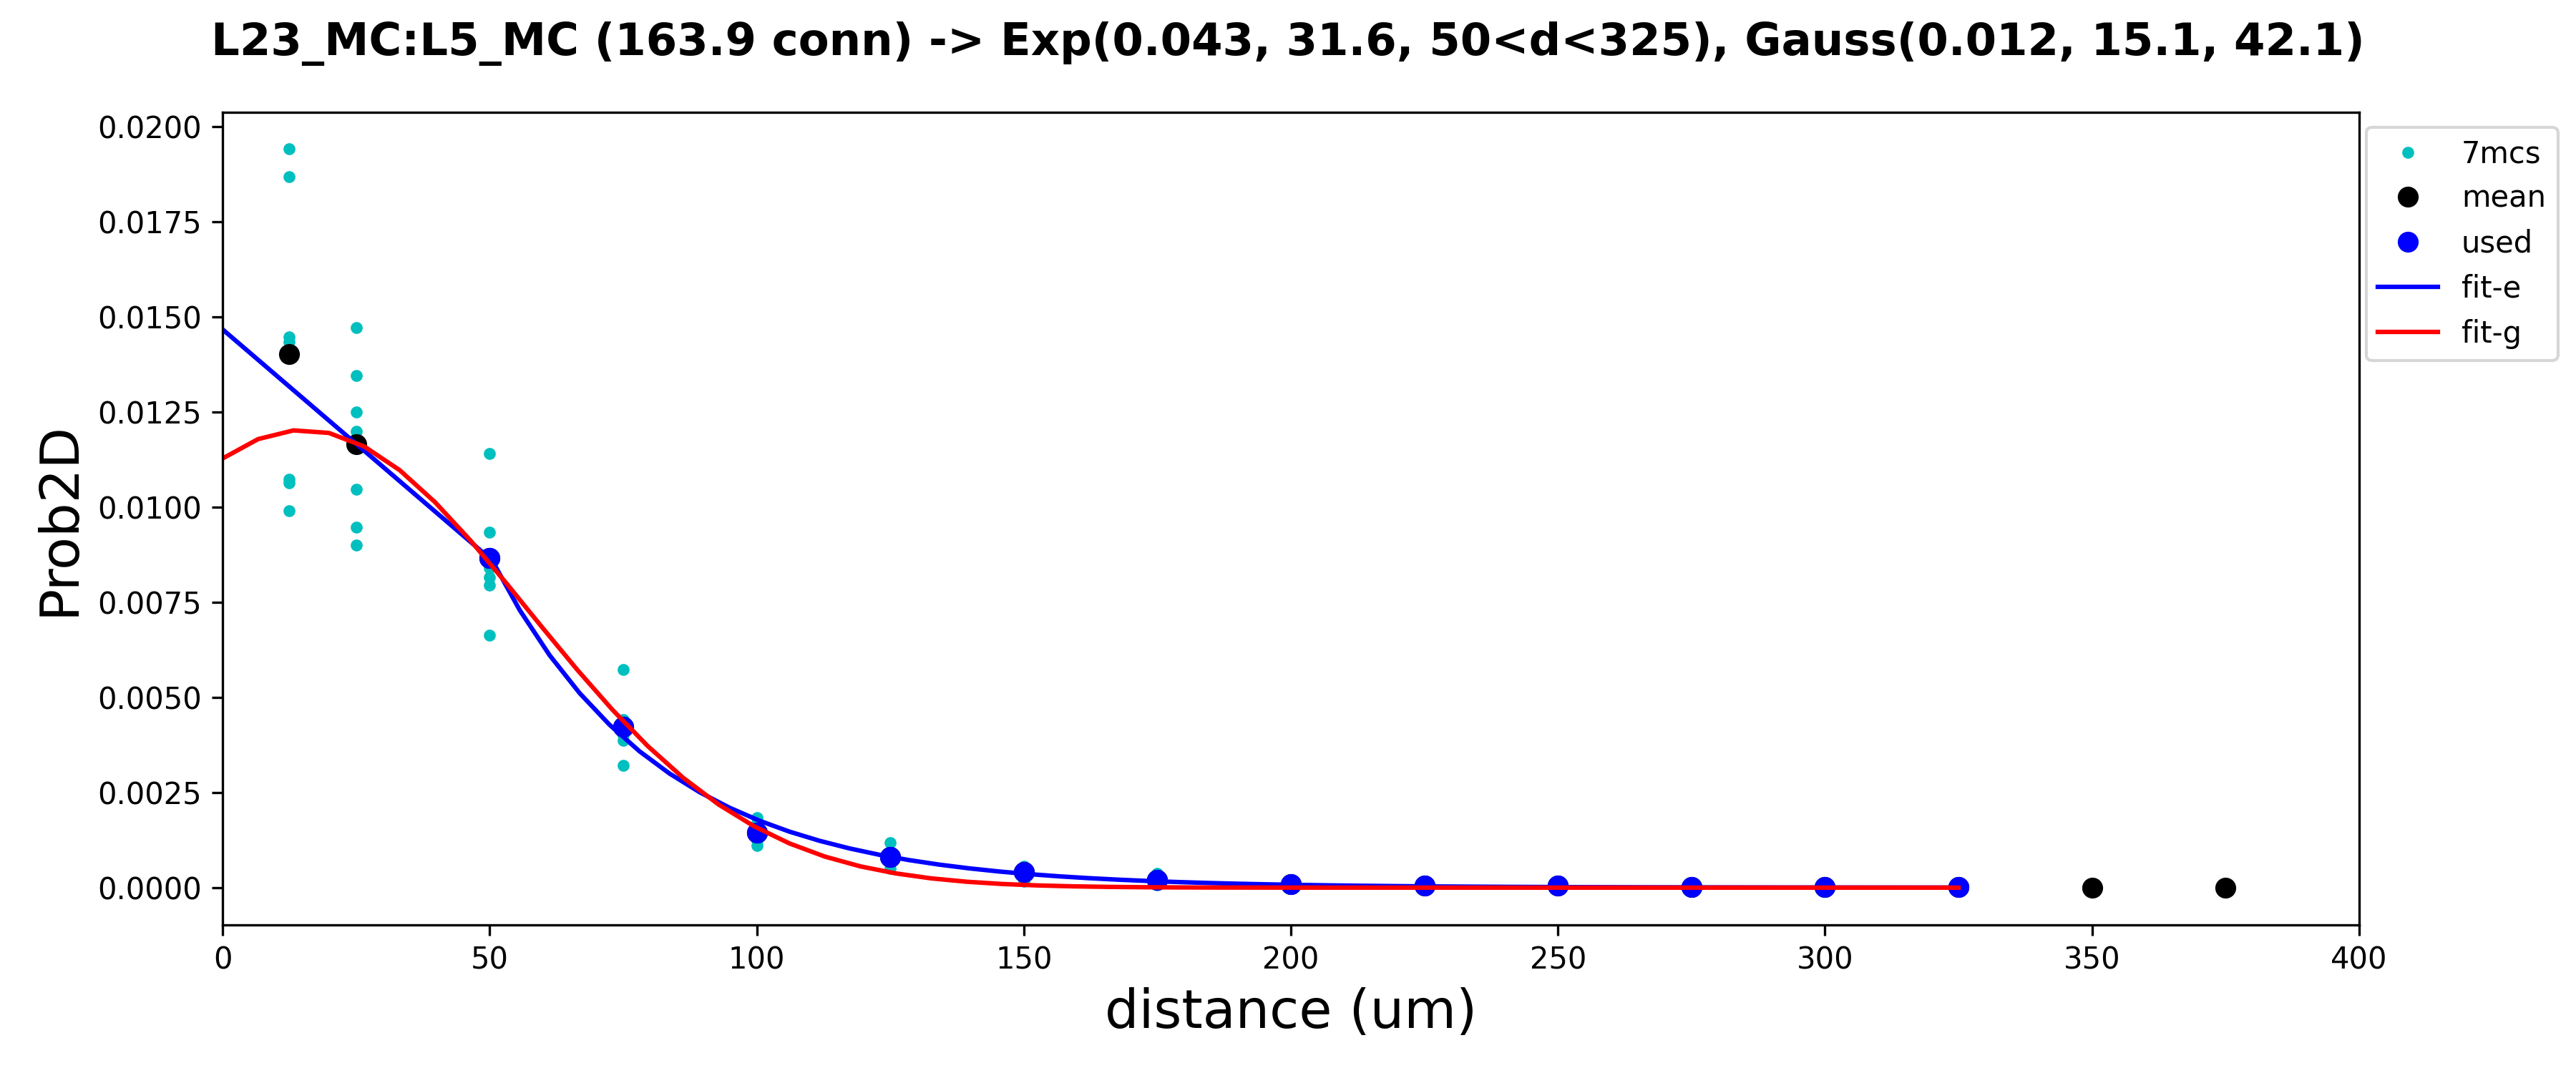 L23_MC:L5_MC (163.9 conn) -> Exp(0.043, 31.6, 50<d<325), Gauss(0.012, 15.1, 42.1)
0.0200
0.0175
0.0150
0.0125
0.0100
0.0075
0.0050
0.0025
0.0000
Prob2D
0 50 100 150 200 250 300 350 400
distance (um)
7mcs
mean
used
fit-e
fit-g